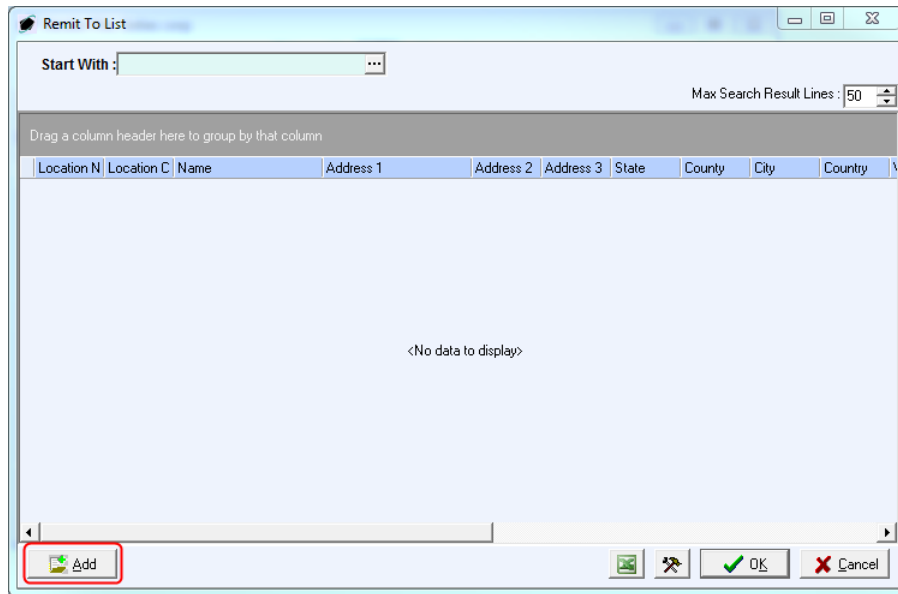 Remit To List
Start With :
...
Max Search Result Lines : 50
Drag a column header here to group by that column
Location N Location C Name Address 1 Address 2 Address 3 State County City Country
<No data to display>
Add OK Cancel